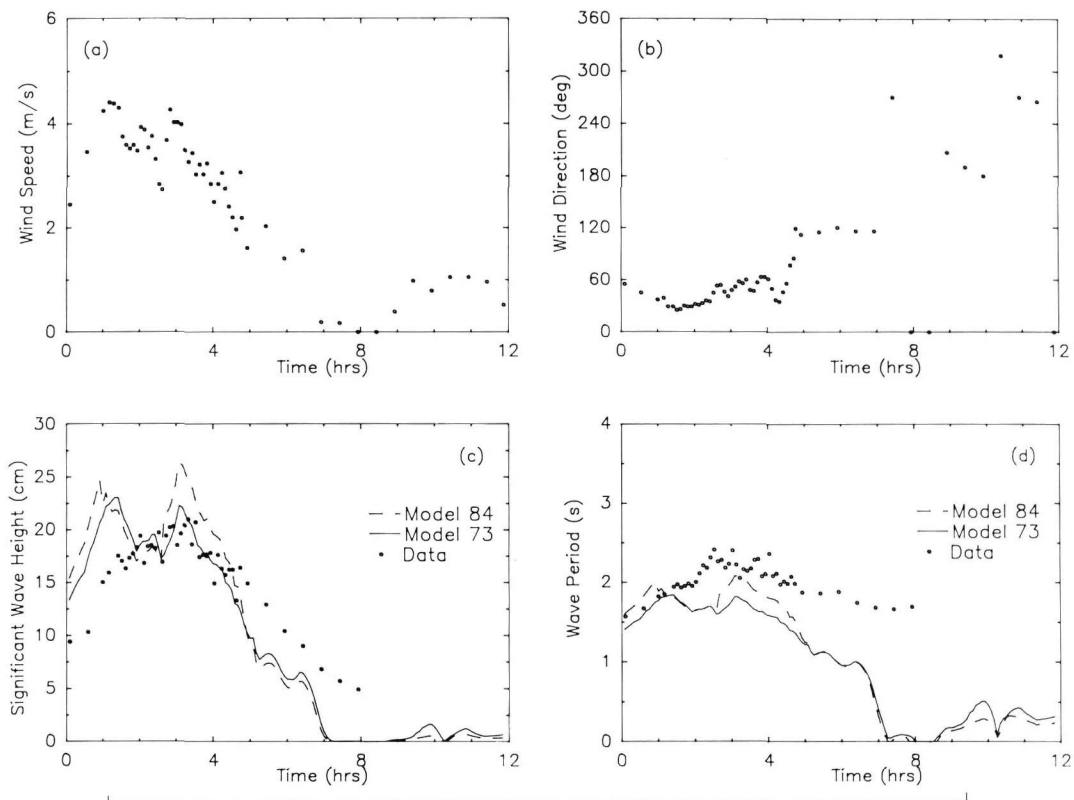 (a)
Wind Speed (m/s)
6
4
2
0
0 4 8 12
Time (hrs)
(b)
Wind Direction (deg)
360
300
240
180
120
60
0
0 4 8 12
Time (hrs)
(c)
Significant Wave Height (cm)
30
25
20
15
10
5
0
Model 84
Model 73
Data
0 4 8 12
Time (hrs)
(d)
Wave Period (s)
4
3
2
1
0
Model 84
Model 73
Data
0 4 8 12
Time (hrs)